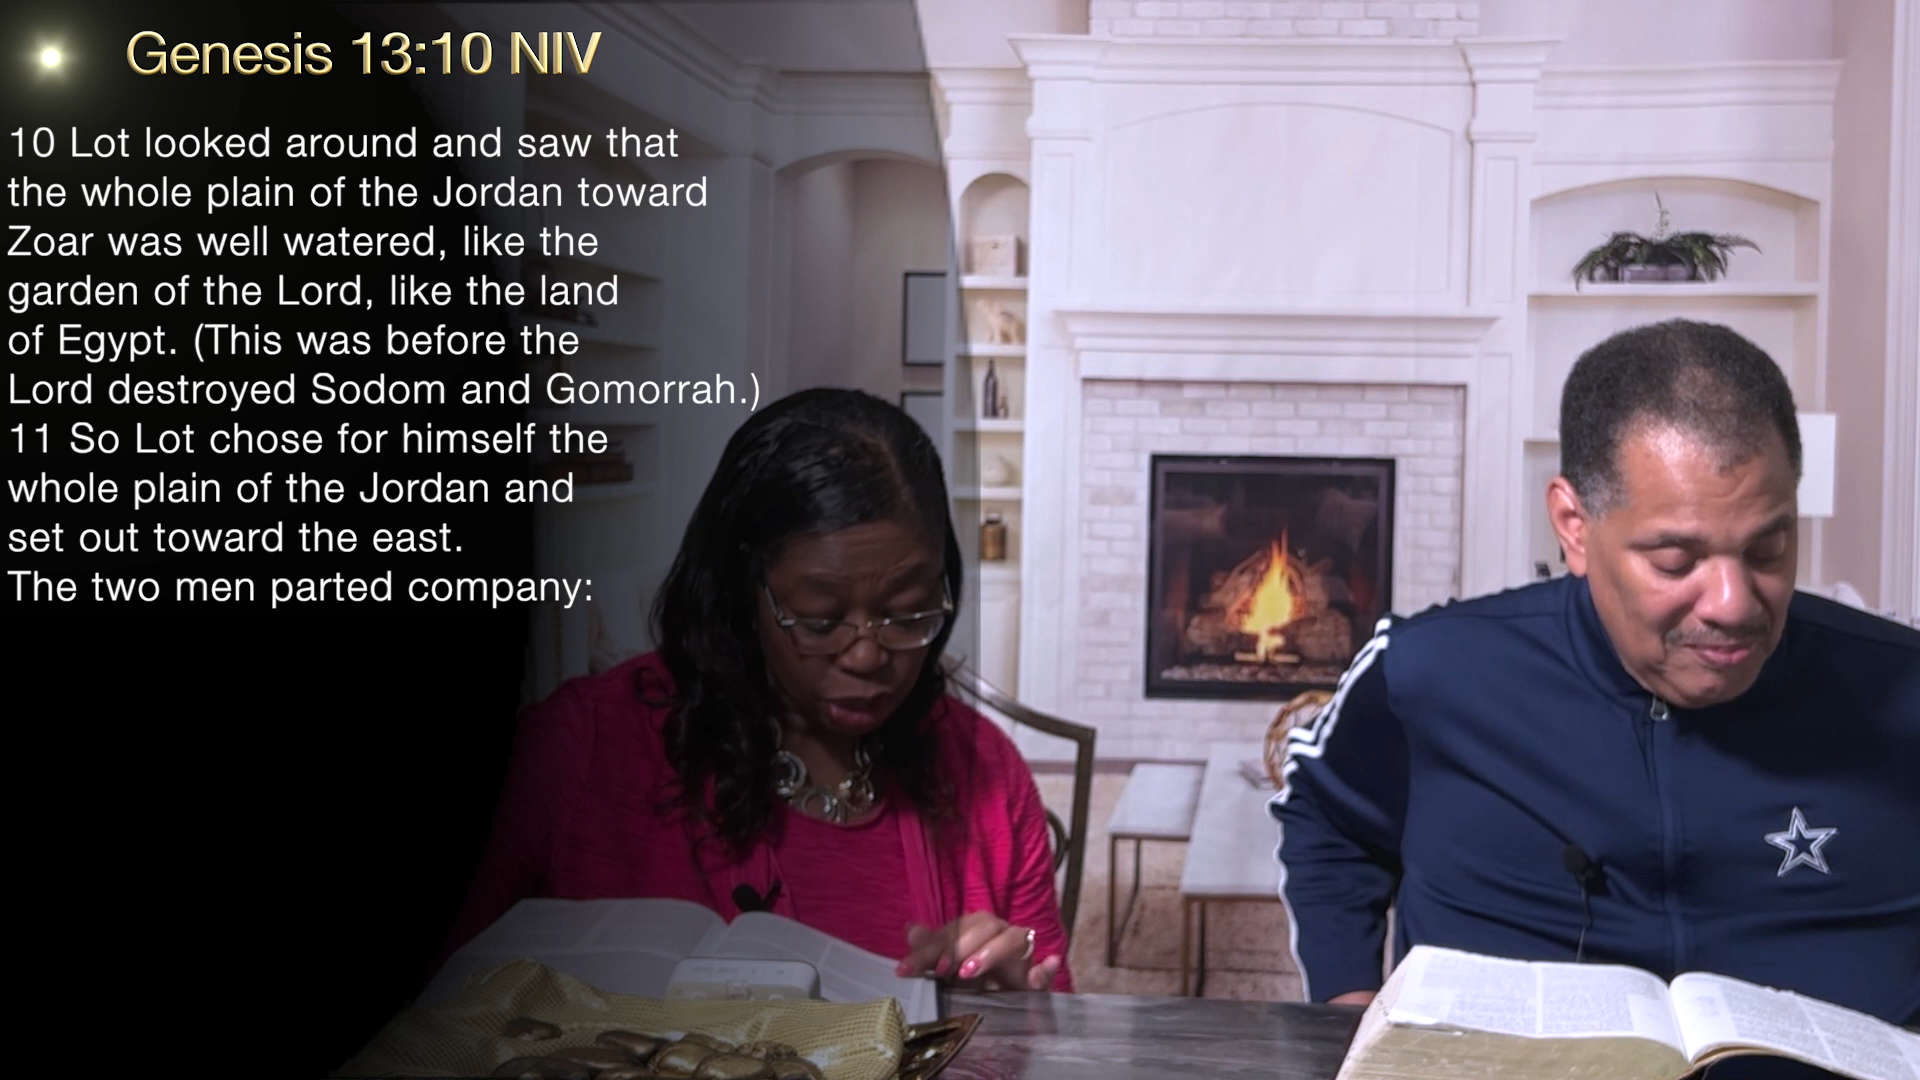 Genesis 13:10 NIV
10 Lot looked around and saw that
the whole plain of the Jordan toward
Zoar was well watered, like the
garden of the Lord, like the land
of Egypt. (This was before the
Lord destroyed Sodom and Gomorrah.)
11 So Lot chose for himself the
whole plain of the Jordan and
set out toward the east.
The two men parted company: